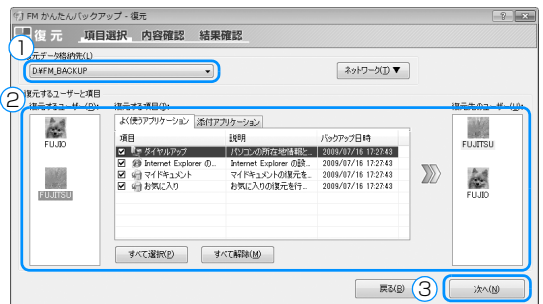 FM かんたんバックアップ - 復元
復 元 項目選択 内容確認 結果確認
①
復元データ格納先(L)
D:¥FM_BACKUP
ネットワーク(T) ▼
復元するユーザーと項目
②
復元するユーザー(R): 復元する項目(I): 復元先のユーザー(U):
よく使うアプリケーション 添付アプリケーション
項目 説明 バックアップ日時
ダイヤルアップ パソコンの所在地情報と... 2009/07/16 17:27:43
Internet Explorer の... Internet Explorer の設... 2009/07/16 17:27:43
マイドキュメント マイドキュメントの復元を... 2009/07/16 17:27:43
お気に入り お気に入りの復元を行... 2009/07/16 17:27:43
FUJIO
FUJITSU
FUJITSU
FUJIO
すべて選択(P) すべて解除(M)
戻る(B) ③ 次へ(N)